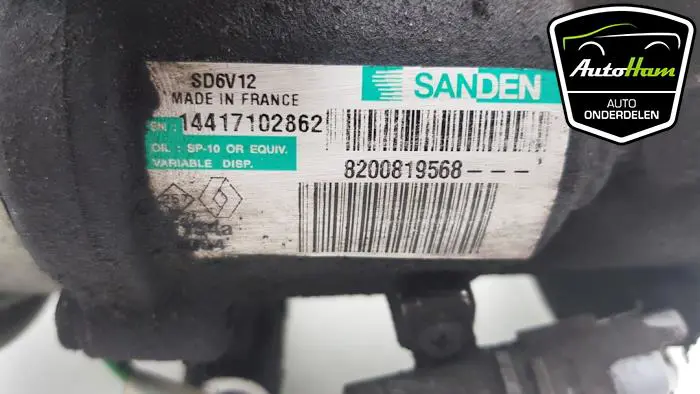 SD6V12
MADE IN FRANCE
SANDEN
SN: 14417102862
OIL : SP-10 OR EQUIV.
VARIABLE DISP.
8200819568---
AutoHam
AUTO
ONDERDELEN